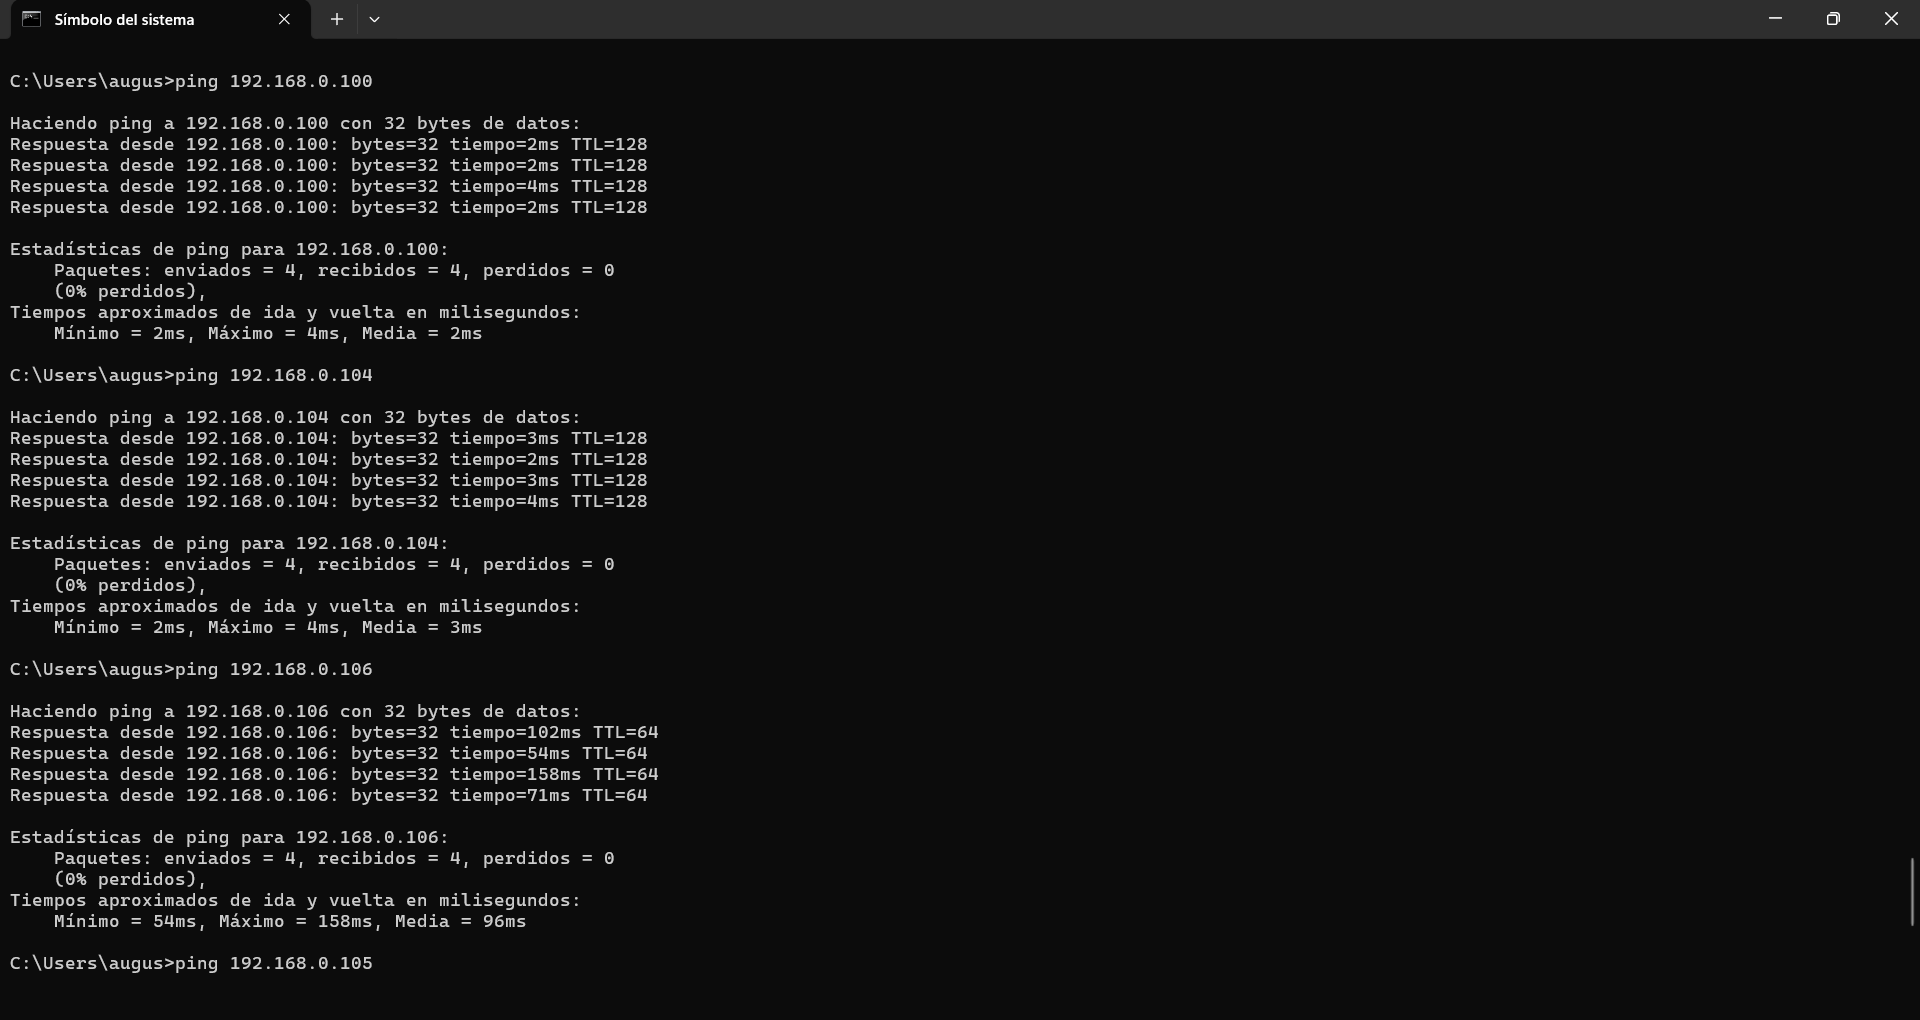 Símbolo del sistema
C:\Users\augus>ping 192.168.0.100
Haciendo ping a 192.168.0.100 con 32 bytes de datos:
Respuesta desde 192.168.0.100: bytes=32 tiempo=2ms TTL=128
Respuesta desde 192.168.0.100: bytes=32 tiempo=2ms TTL=128
Respuesta desde 192.168.0.100: bytes=32 tiempo=4ms TTL=128
Respuesta desde 192.168.0.100: bytes=32 tiempo=2ms TTL=128
Estadísticas de ping para 192.168.0.100:
    Paquetes: enviados = 4, recibidos = 4, perdidos = 0
    (0% perdidos),
Tiempos aproximados de ida y vuelta en milisegundos:
    Mínimo = 2ms, Máximo = 4ms, Media = 2ms
C:\Users\augus>ping 192.168.0.104
Haciendo ping a 192.168.0.104 con 32 bytes de datos:
Respuesta desde 192.168.0.104: bytes=32 tiempo=3ms TTL=128
Respuesta desde 192.168.0.104: bytes=32 tiempo=2ms TTL=128
Respuesta desde 192.168.0.104: bytes=32 tiempo=3ms TTL=128
Respuesta desde 192.168.0.104: bytes=32 tiempo=4ms TTL=128
Estadísticas de ping para 192.168.0.104:
    Paquetes: enviados = 4, recibidos = 4, perdidos = 0
    (0% perdidos),
Tiempos aproximados de ida y vuelta en milisegundos:
    Mínimo = 2ms, Máximo = 4ms, Media = 3ms
C:\Users\augus>ping 192.168.0.106
Haciendo ping a 192.168.0.106 con 32 bytes de datos:
Respuesta desde 192.168.0.106: bytes=32 tiempo=102ms TTL=64
Respuesta desde 192.168.0.106: bytes=32 tiempo=54ms TTL=64
Respuesta desde 192.168.0.106: bytes=32 tiempo=158ms TTL=64
Respuesta desde 192.168.0.106: bytes=32 tiempo=71ms TTL=64
Estadísticas de ping para 192.168.0.106:
    Paquetes: enviados = 4, recibidos = 4, perdidos = 0
    (0% perdidos),
Tiempos aproximados de ida y vuelta en milisegundos:
    Mínimo = 54ms, Máximo = 158ms, Media = 96ms
C:\Users\augus>ping 192.168.0.105